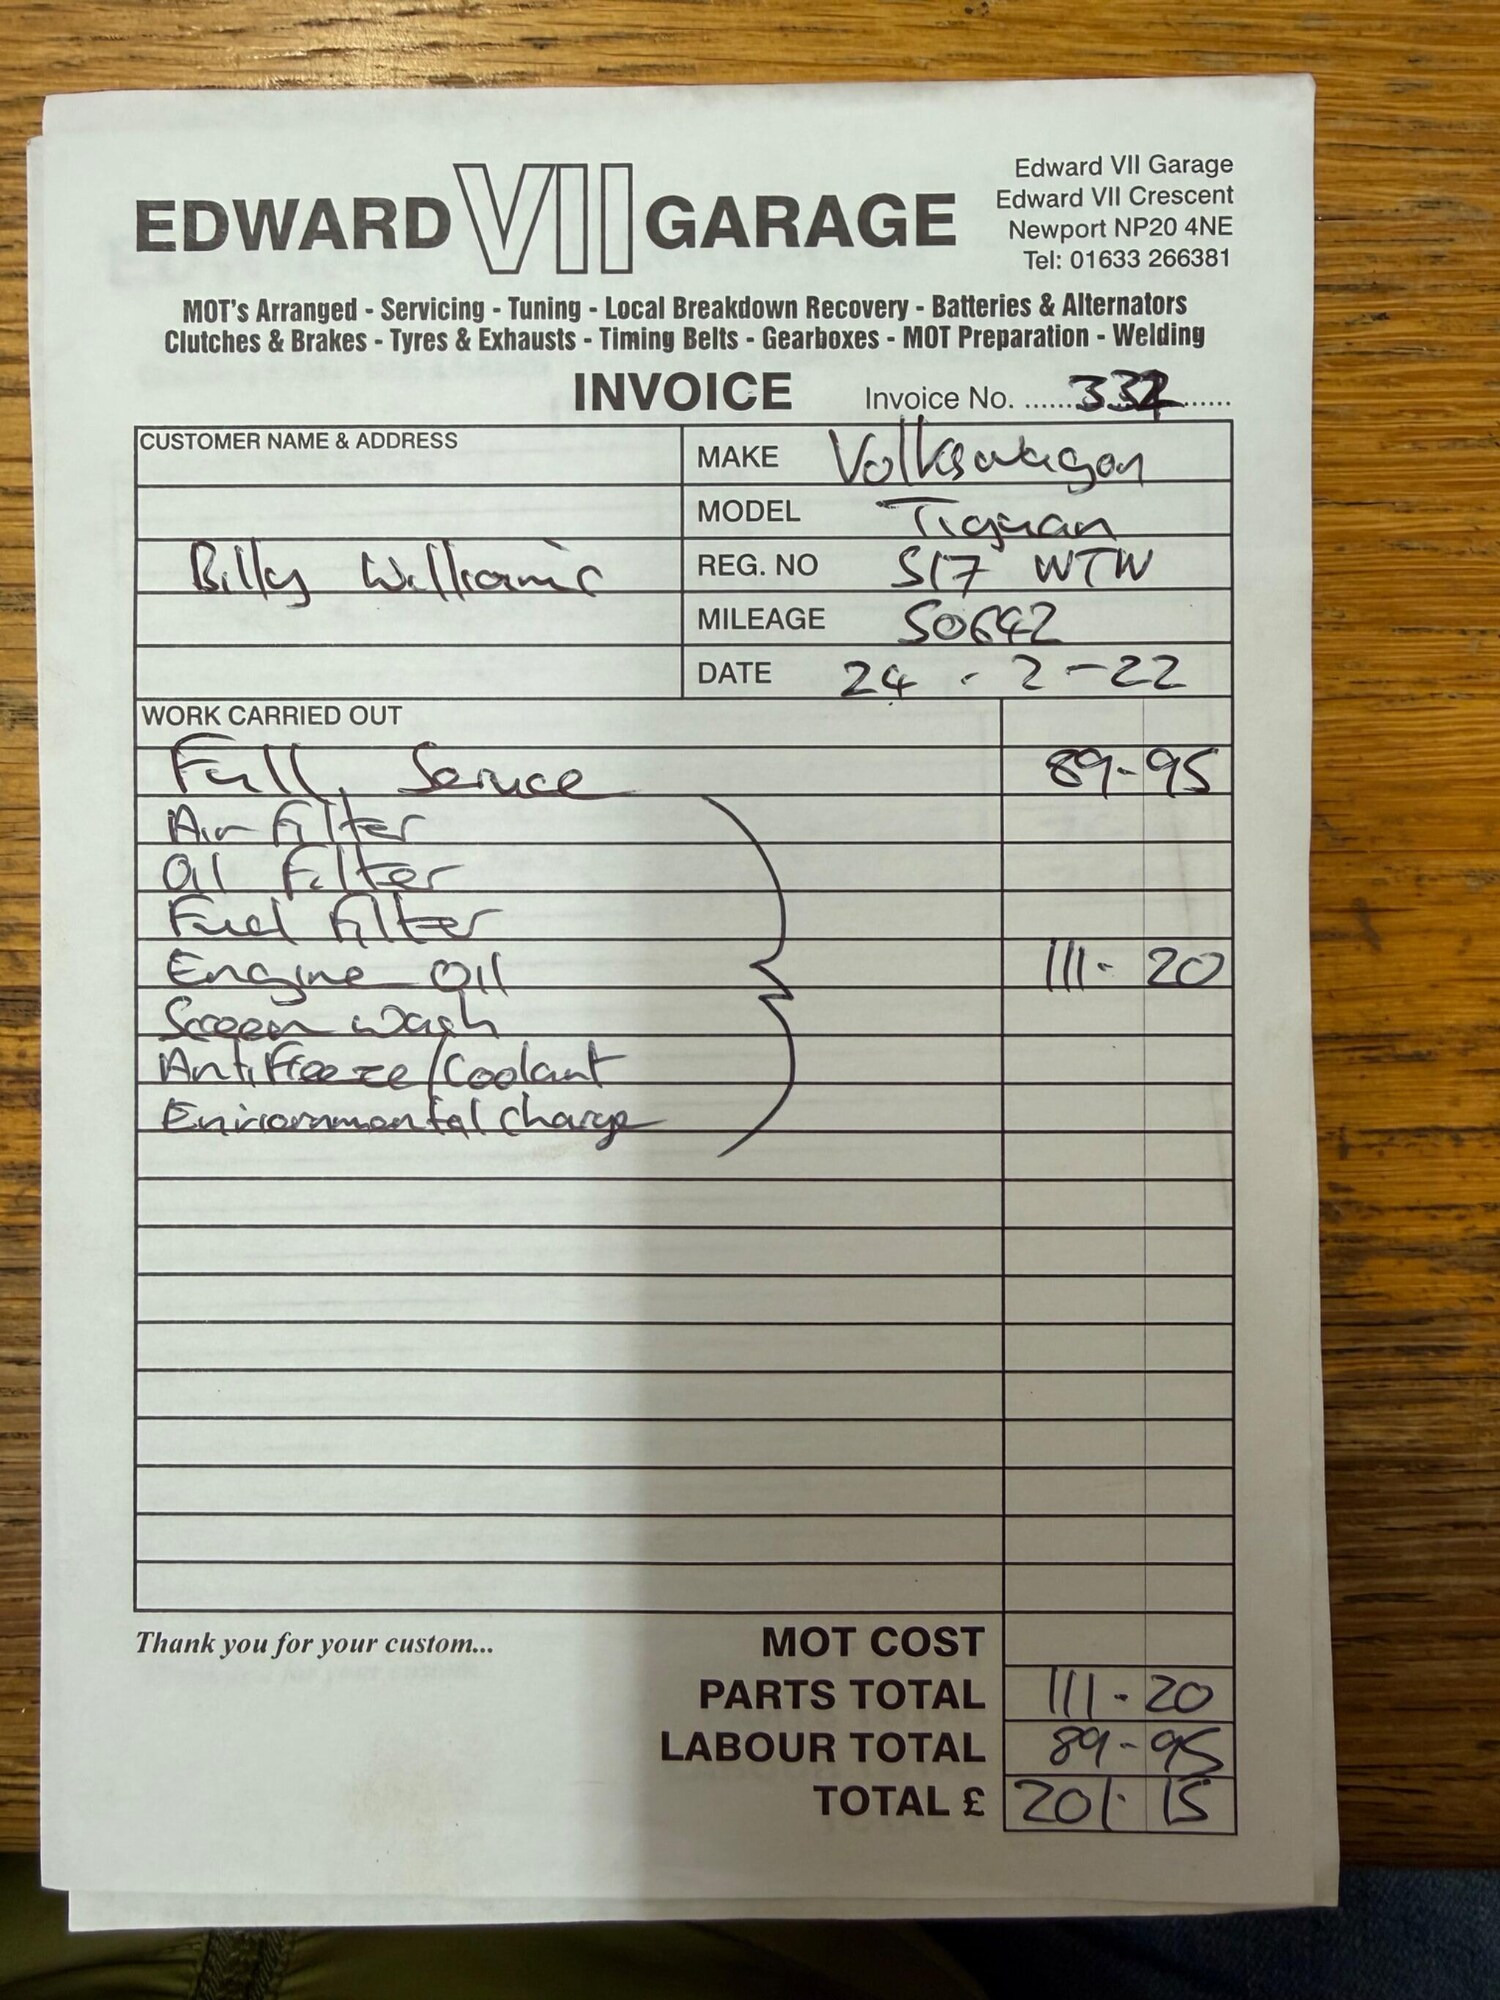 EDWARD VII GARAGE
Edward VII Garage
Edward VII Crescent
Newport NP20 4NE
Tel: 01633 266381
MOT's Arranged - Servicing - Tuning - Local Breakdown Recovery - Batteries & Alternators
Clutches & Brakes - Tyres & Exhausts - Timing Belts - Gearboxes - MOT Preparation - Welding
INVOICE Invoice No. ......
CUSTOMER NAME & ADDRESS
Billy Williams
MAKE Volkswagon
MODEL Tiguan
REG. NO S17 WTW
MILEAGE 50642
DATE 24 - 2 - 22
WORK CARRIED OUT
Full Service 89-95
Air Filter
Oil Filter
Fuel Filter
Engine Oil 111-20
Screen wash
Antifreeze/Coolant
Environmental charge
Thank you for your custom...
MOT COST
PARTS TOTAL 111-20
LABOUR TOTAL 89-95
TOTAL £ 201-15